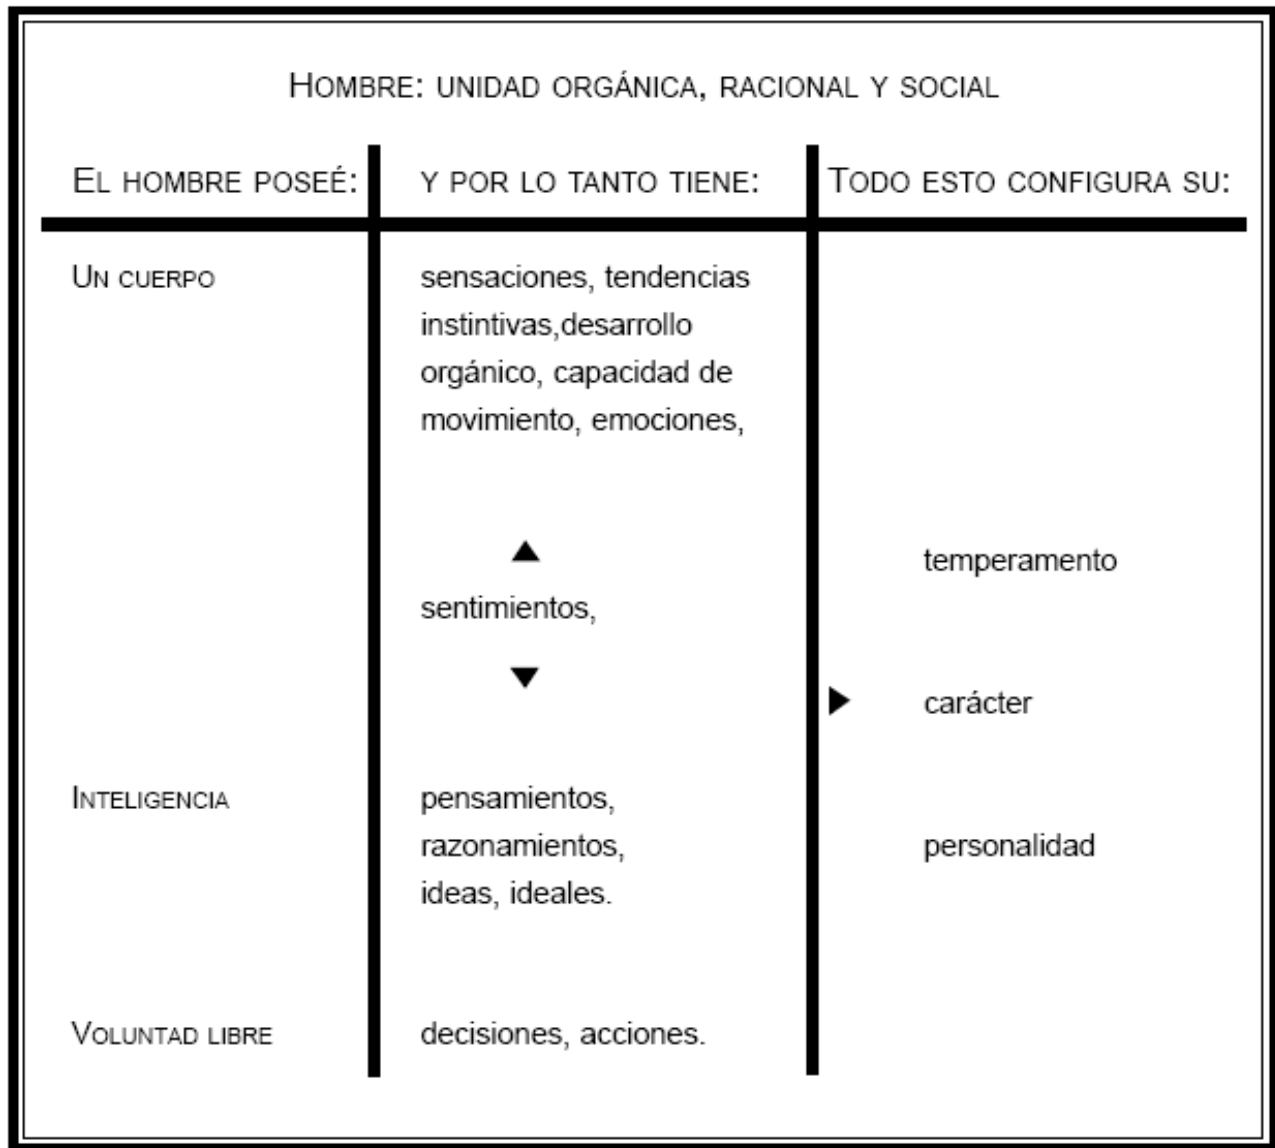 HOMBRE: UNIDAD ORGÁNICA, RACIONAL Y SOCIAL
EL HOMBRE POSEÉ:
Y POR LO TANTO TIENE:
TODO ESTO CONFIGURA SU:
UN CUERPO
sensaciones, tendencias
instintivas,desarrollo
orgánico, capacidad de
movimiento, emociones,
sentimientos,
temperamento
carácter
INTELIGENCIA
pensamientos,
razonamientos,
ideas, ideales.
personalidad
VOLUNTAD LIBRE
decisiones, acciones.